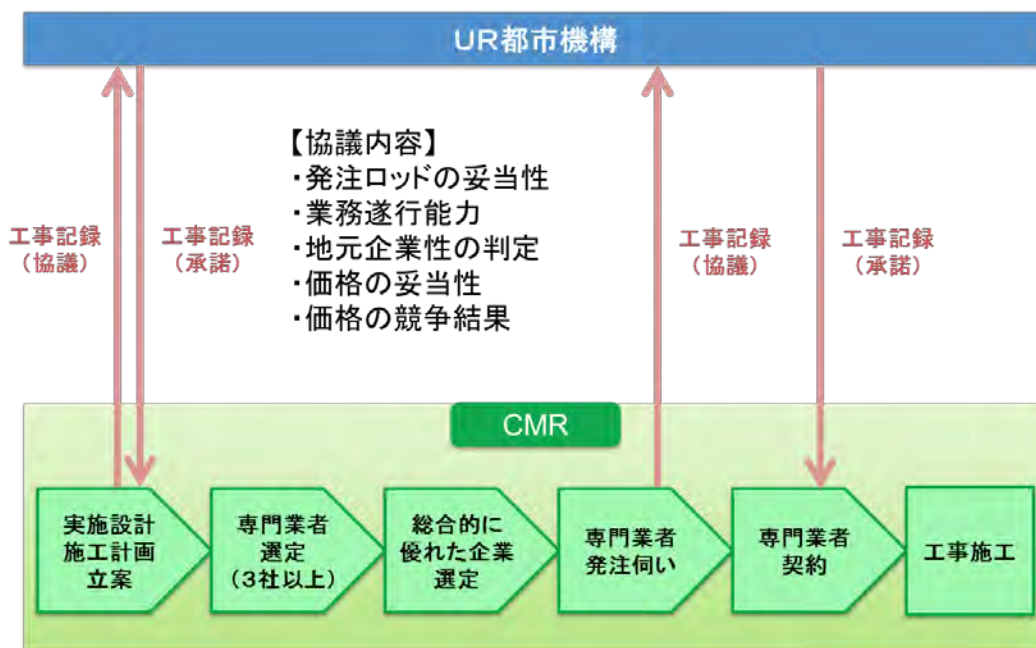 UR都市機構
【協議内容】
・発注ロッドの妥当性
・業務遂行能力
・地元企業性の判定
・価格の妥当性
・価格の競争結果
工事記録
（協議）
工事記録
（承諾）
工事記録
（協議）
工事記録
（承諾）
CMR
実施設計
施工計画
立案
専門業者
選定
（３社以上）
総合的に
優れた企業
選定
専門業者
発注伺い
専門業者
契約
工事施工